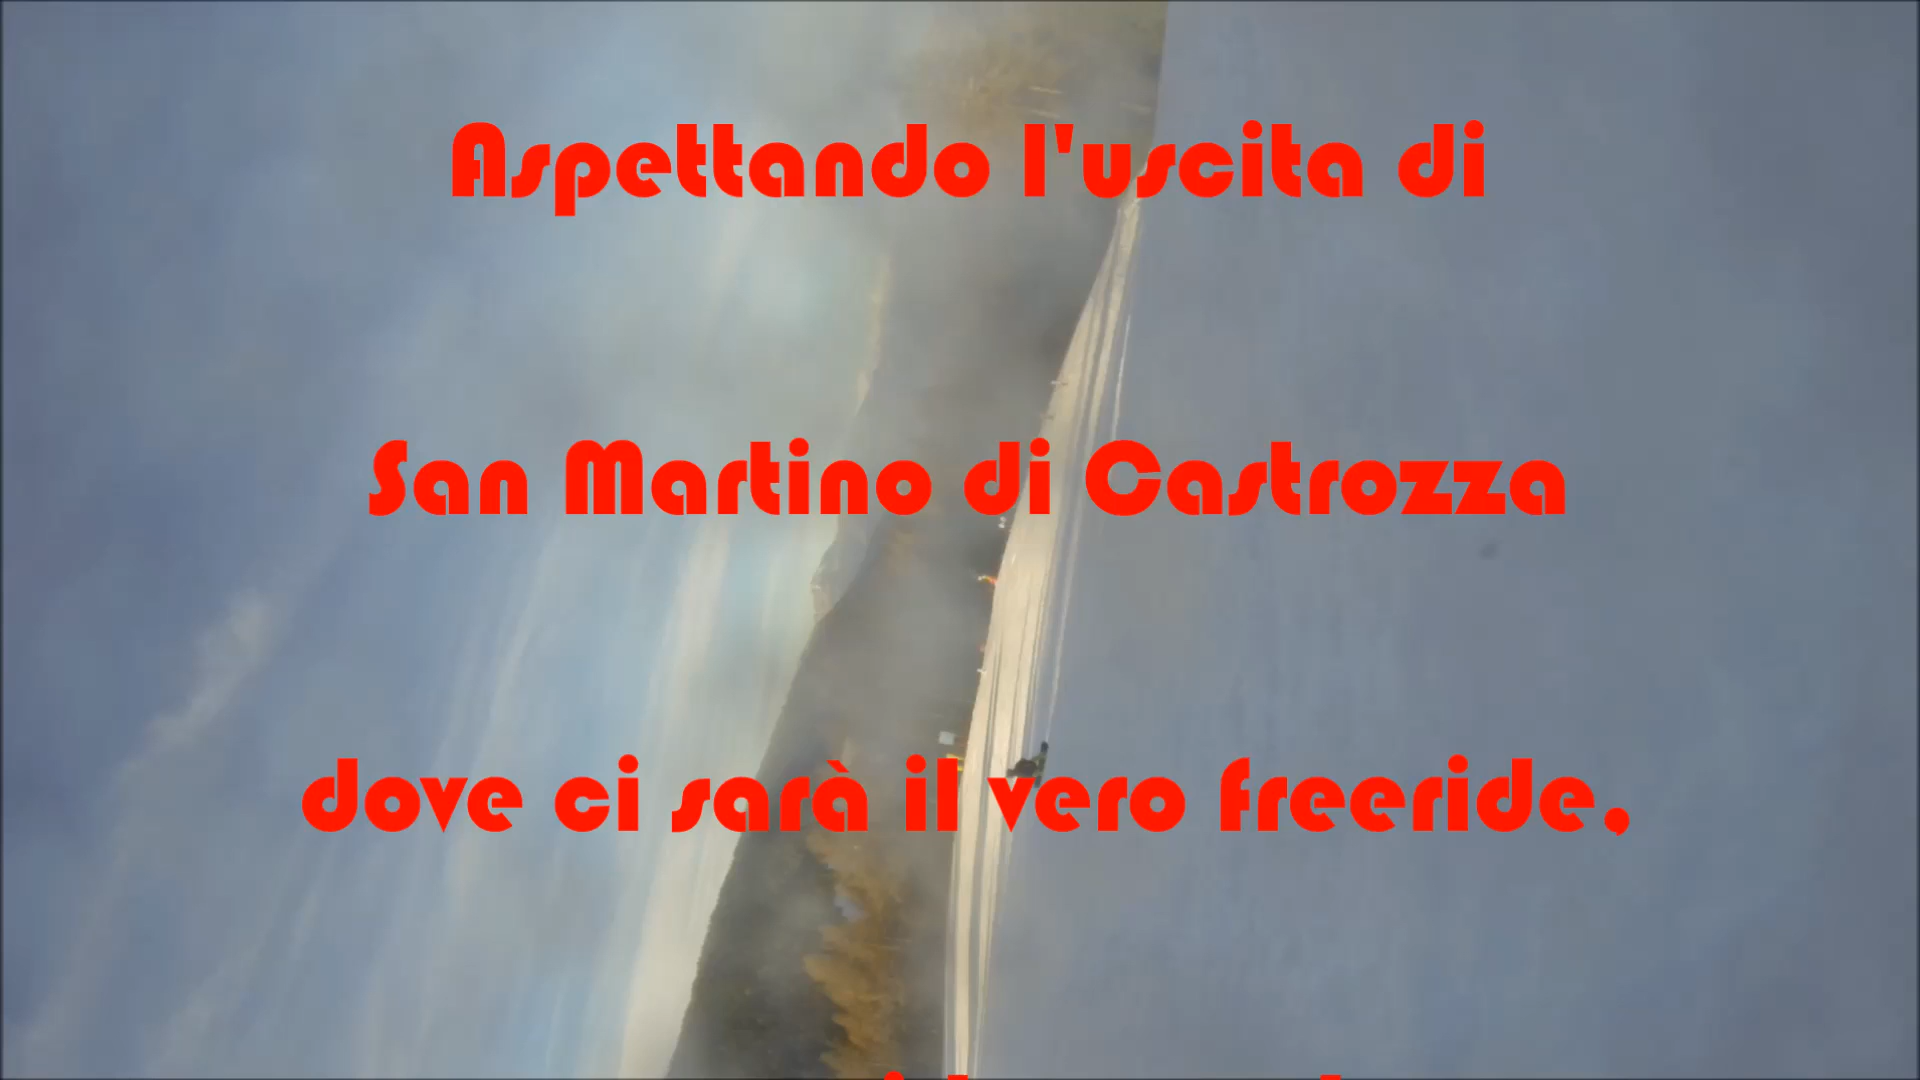 Aspettando l'uscita di
San Martino di Castrozza
dove ci sarà il vero freeride,